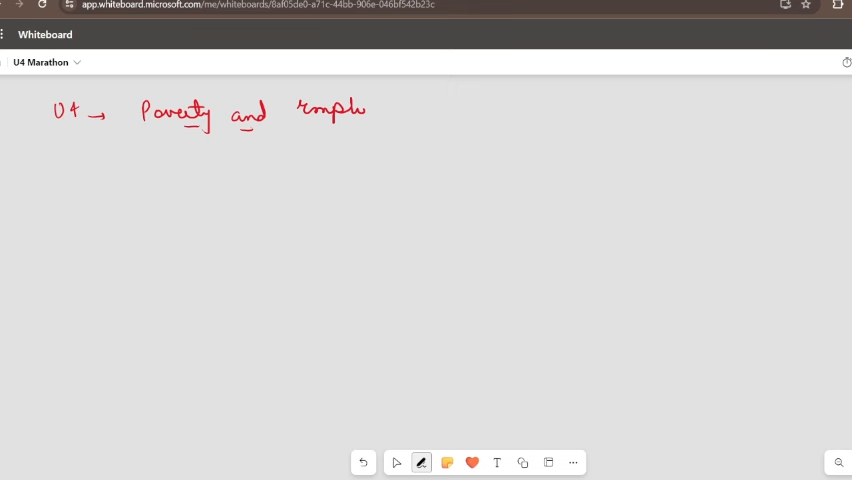 app.whiteboard.microsoft.com/me/whiteboards/8af05de0-a71c-44bb-906e-046bf542b23c
Whiteboard
U4 Marathon
U4 → Poverty and
T